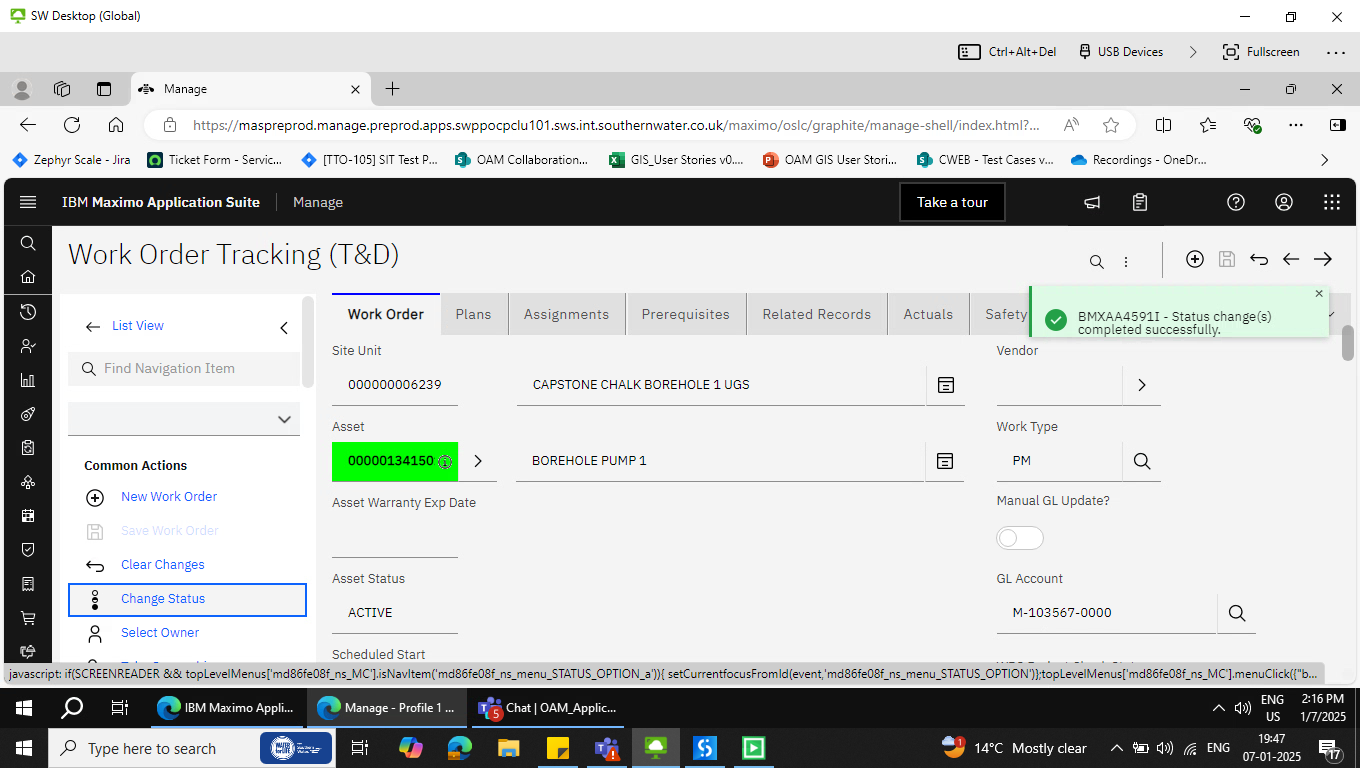 SW Desktop (Global)
Ctrl+Alt+Del
USB Devices
Fullscreen
Manage
https://maspreprod.manage.preprod.apps.swppocpclu101.sws.int.southernwater.co.uk/maximo/oslc/graphite/manage-shell/index.html?...
Zephyr Scale - Jira
Ticket Form - Servic...
[TTO-105] SIT Test P...
OAM Collaboration...
GIS_User Stories v0....
OAM GIS User Stori...
CWEB - Test Cases v...
Recordings - OneDr...
IBM Maximo Application Suite
Manage
Take a tour
Work Order Tracking (T&D)
List View
Find Navigation Item
Common Actions
New Work Order
Save Work Order
Clear Changes
Change Status
Select Owner
Work Order
Plans
Assignments
Prerequisites
Related Records
Actuals
Safety
BMXAA4591I - Status change(s)
completed successfully.
Site Unit
000000006239
CAPSTONE CHALK BOREHOLE 1 UGS
Vendor
Asset
00000134150
BOREHOLE PUMP 1
Work Type
PM
Asset Warranty Exp Date
Manual GL Update?
Asset Status
ACTIVE
GL Account
M-103567-0000
Scheduled Start
javascript: if(SCREENREADER && topLevelMenus['md86fe08f_ns_MC'].isNavItem('md86fe08f_ns_menu_STATUS_OPTION_a')){ setCurrentfocusFromId(event,'md86fe08f_ns_menu_STATUS_OPTION')};topLevelMenus['md86fe08f_ns_MC'].menuClick({"b...
IBM Maximo Appli...
Manage - Profile 1 ...
5
Chat | OAM_Applic...
ENG
US
2:16 PM
1/7/2025
Type here to search
1
14°C Mostly clear
ENG
19:47
07-01-2025
17